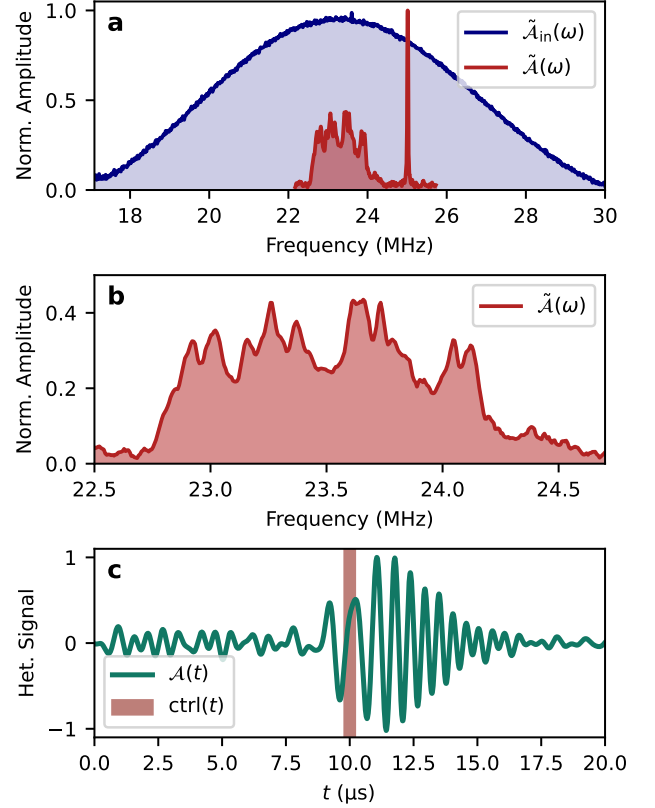 a
Norm. Amplitude
1.0
0.5
0.0
𝒜̃in(ω)
𝒜̃(ω)
18 20 22 24 26 28 30
Frequency (MHz)
b
Norm. Amplitude
0.4
0.2
0.0
𝒜̃(ω)
22.5 23.0 23.5 24.0 24.5
Frequency (MHz)
c
Het. Signal
1
0
−1
𝒜(t)
ctrl(t)
0.0 2.5 5.0 7.5 10.0 12.5 15.0 17.5 20.0
t (μs)